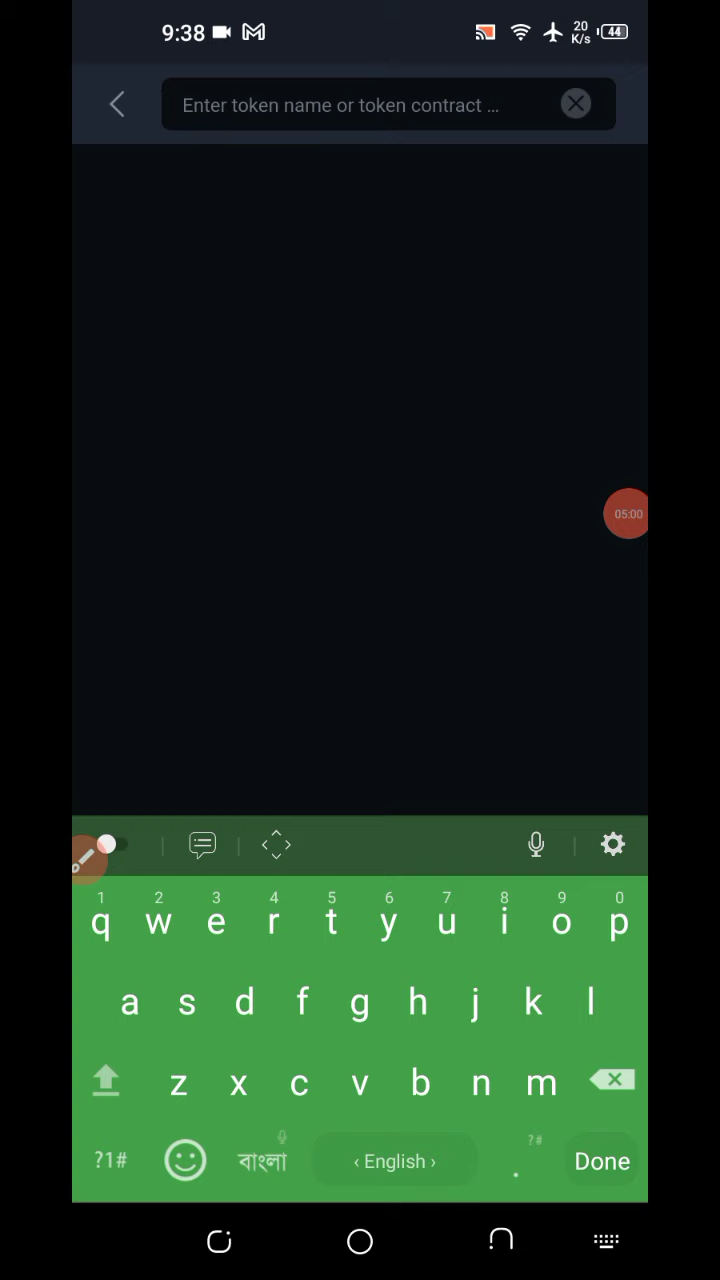 9:38 20 K/s 44
Enter token name or token contract ...
05:00
1 2 3 4 5 6 7 8 9 0
q w e r t y u i o p
a s d f g h j k l
z x c v b n m
?1# বাংলা ‹ English › . ?# Done